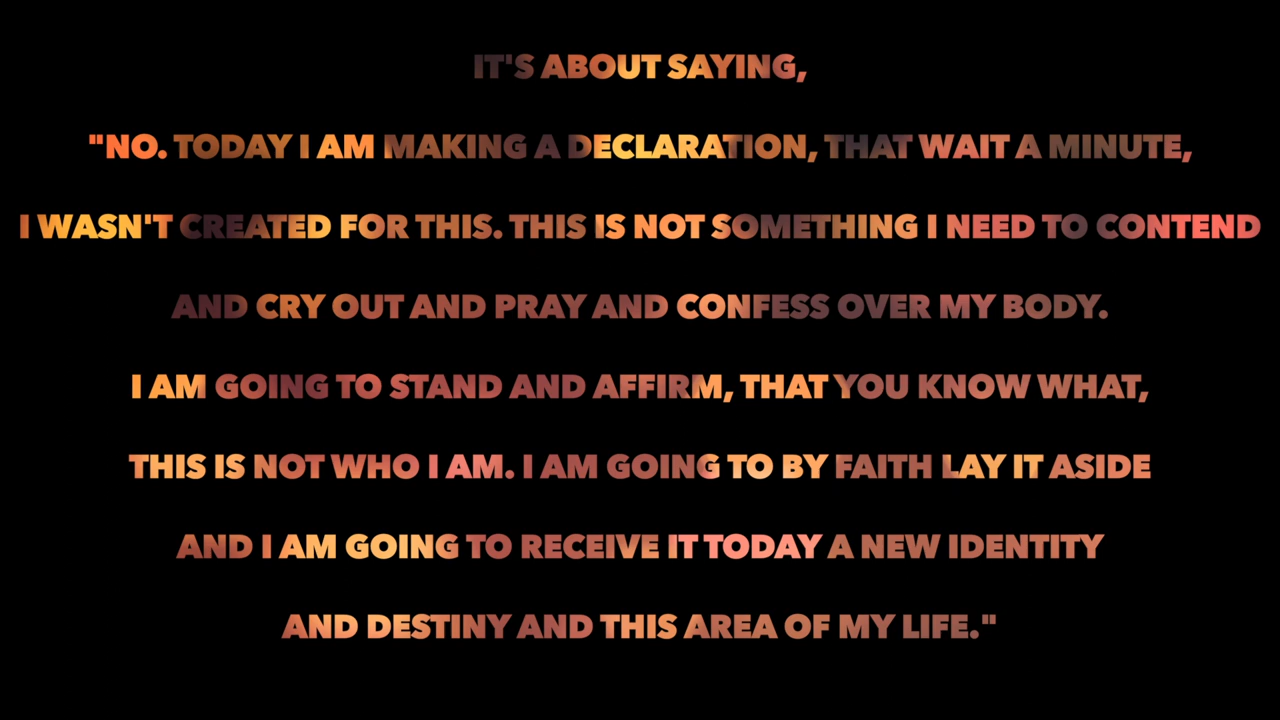 IT'S ABOUT SAYING,
"NO. TODAY I AM MAKING A DECLARATION, THAT WAIT A MINUTE,
I WASN'T CREATED FOR THIS. THIS IS NOT SOMETHING I NEED TO CONTEND
AND CRY OUT AND PRAY AND CONFESS OVER MY BODY.
I AM GOING TO STAND AND AFFIRM, THAT YOU KNOW WHAT,
THIS IS NOT WHO I AM. I AM GOING TO BY FAITH LAY IT ASIDE
AND I AM GOING TO RECEIVE IT TODAY A NEW IDENTITY
AND DESTINY AND THIS AREA OF MY LIFE."